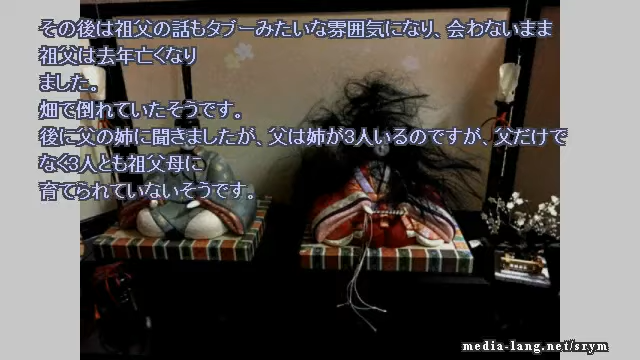 その後は祖父の話もタブーみたいな雰囲気になり、会わないまま
祖父は去年亡くなり
ました。
畑で倒れていたそうです。
後に父の姉に聞きましたが、父は姉が3人いるのですが、父だけで
なく3人とも祖父母に
育てられていないそうです。
media-lang.net/srym